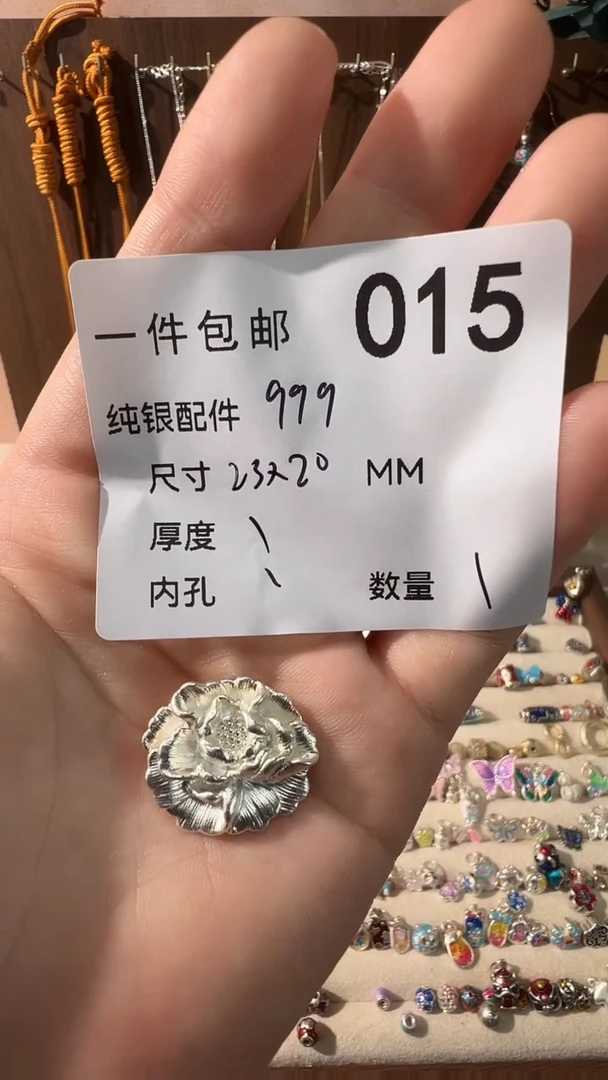 一件包邮 015
纯银配件 999
尺寸 23x20 MM
厚度 \
内孔 \ 数量 1